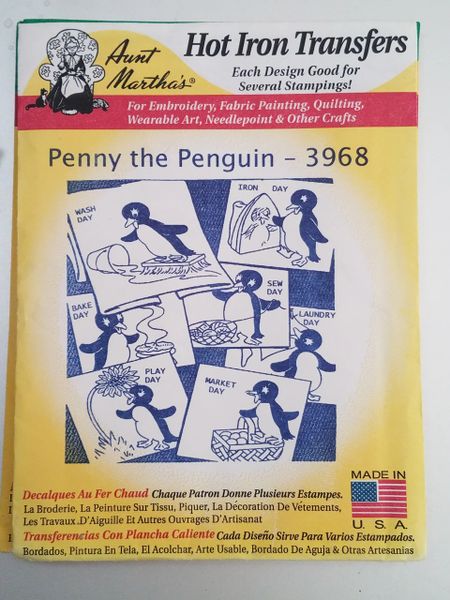 Aunt
Martha's®
Hot Iron Transfers
Each Design Good for
Several Stampings!
For Embroidery, Fabric Painting, Quilting,
Wearable Art, Needlepoint & Other Crafts
Penny the Penguin – 3968
WASH
DAY
IRON DAY
SEW
DAY
BAKE
DAY
LAUNDRY
DAY
PLAY
DAY
MARKET
DAY
MADE IN
U. S. A.
Decalques Au Fer Chaud Chaque Patron Donne Plusieurs Estampes.
La Broderie, La Peinture Sur Tissu, Piquer, La Décoration De Vétements,
Les Travaux .D'Aiguille Et Autres Ouvrages D'Artisanat
Transferencias Con Plancha Caliente Cada Diseño Sirve Para Varios Estampados.
Bordados, Pintura En Tela, El Acolchar, Arte Usable, Bordado De Aguja & Otras Artesanias